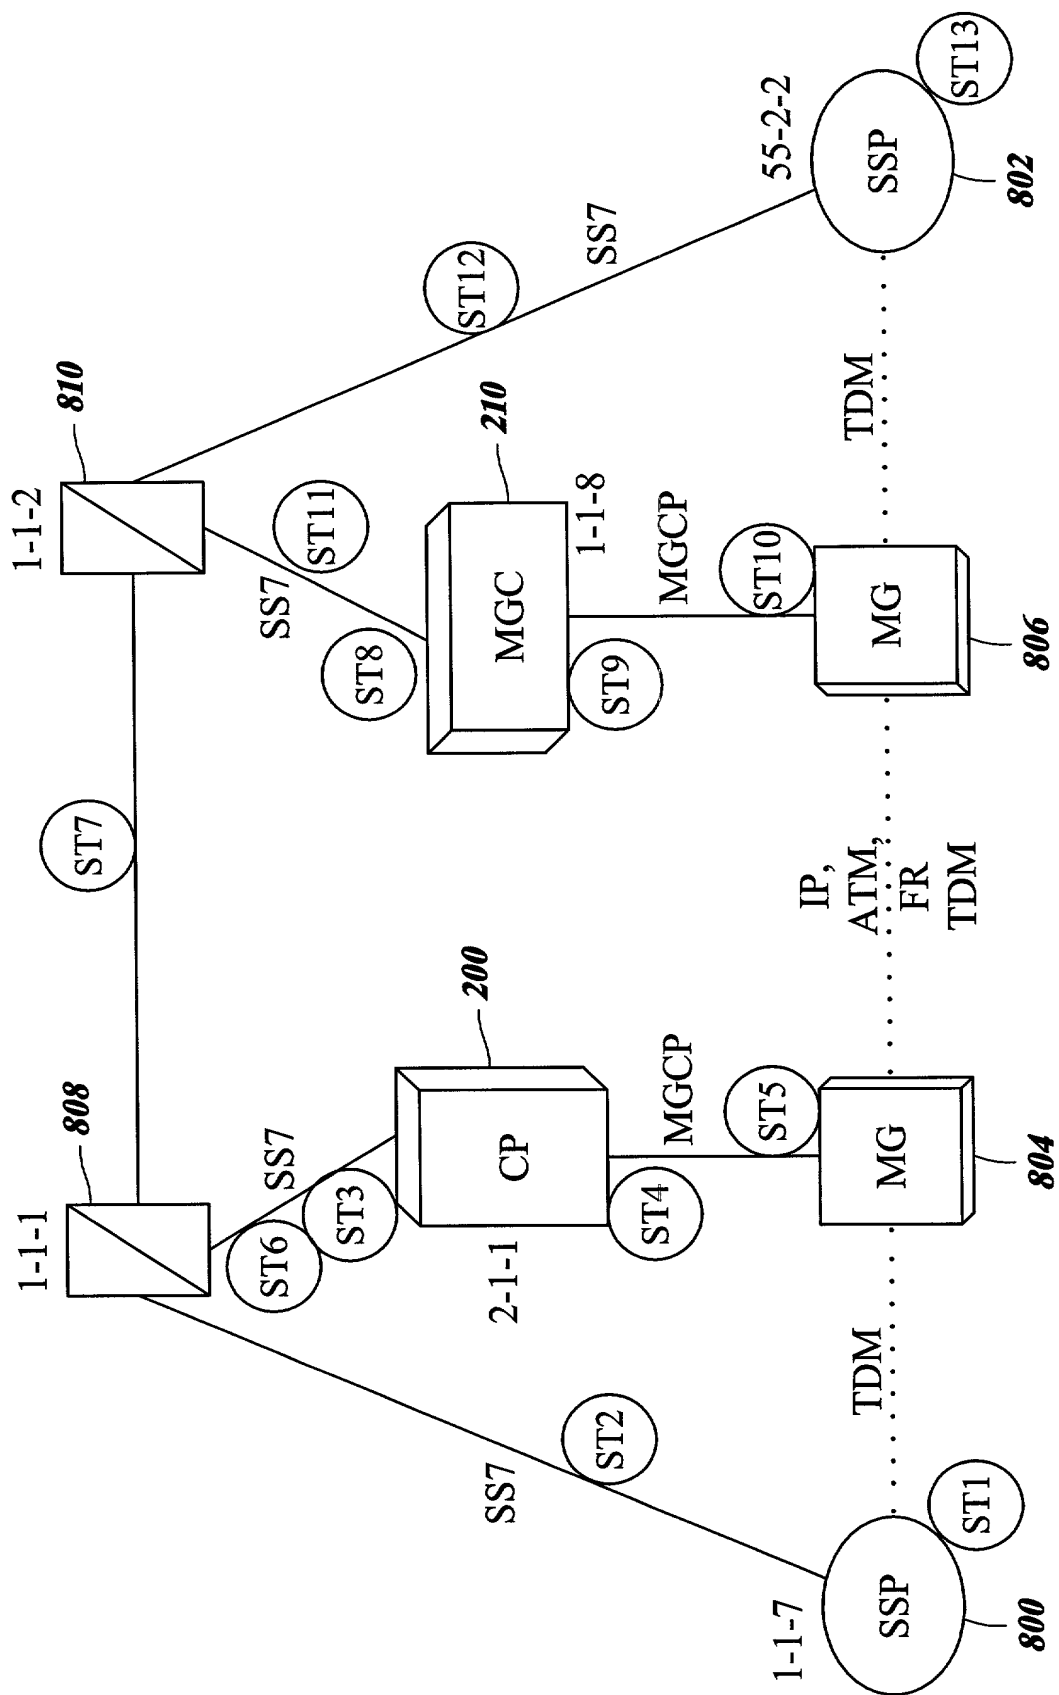 1-1-1
808
ST7
1-1-2
810
SS7
ST6
ST3
SS7
ST8
ST11
ST12
SS7
SS7
ST2
2-1-1
CP
200
MGC
210
1-1-8
ST4
MGCP
ST5
ST9
MGCP
ST10
1-1-7
SSP
800
ST1
TDM
MG
804
IP,
ATM,
FR
TDM
MG
806
TDM
55-2-2
SSP
802
ST13